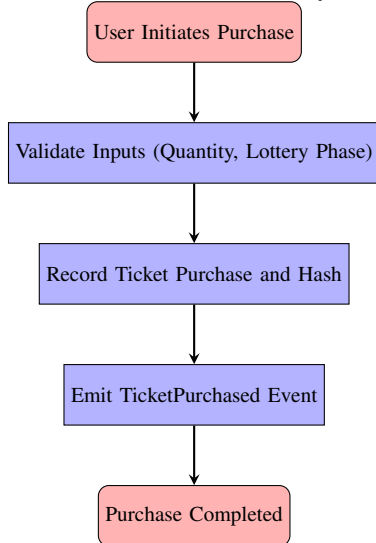 User Initiates Purchase
Validate Inputs (Quantity, Lottery Phase)
Record Ticket Purchase and Hash
Emit TicketPurchased Event
Purchase Completed